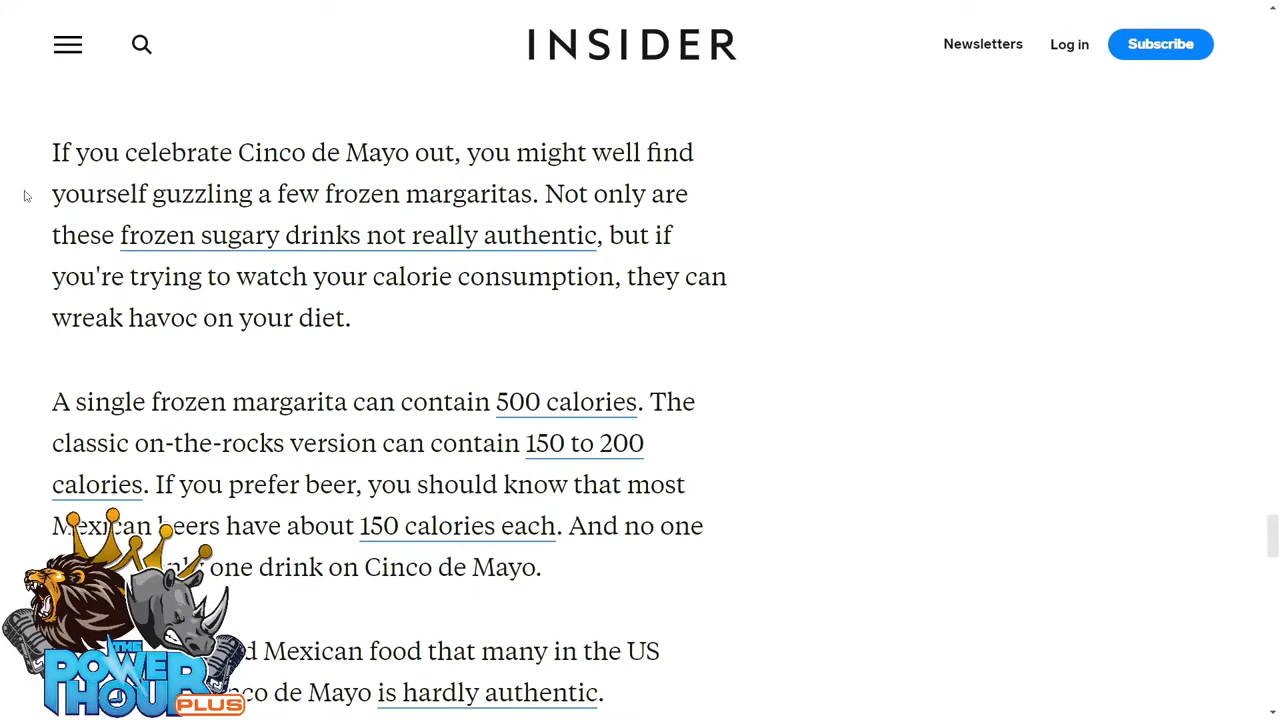 INSIDER
Newsletters
Log in
Subscribe
If you celebrate Cinco de Mayo out, you might well find
yourself guzzling a few frozen margaritas. Not only are
these frozen sugary drinks not really authentic, but if
you're trying to watch your calorie consumption, they can
wreak havoc on your diet.
A single frozen margarita can contain 500 calories. The
classic on-the-rocks version can contain 150 to 200
calories. If you prefer beer, you should know that most
Mexican beers have about 150 calories each. And no one
one drink on Cinco de Mayo.
Mexican food that many in the US
de Mayo is hardly authentic.
THE
POWER
HOUR
PLUS